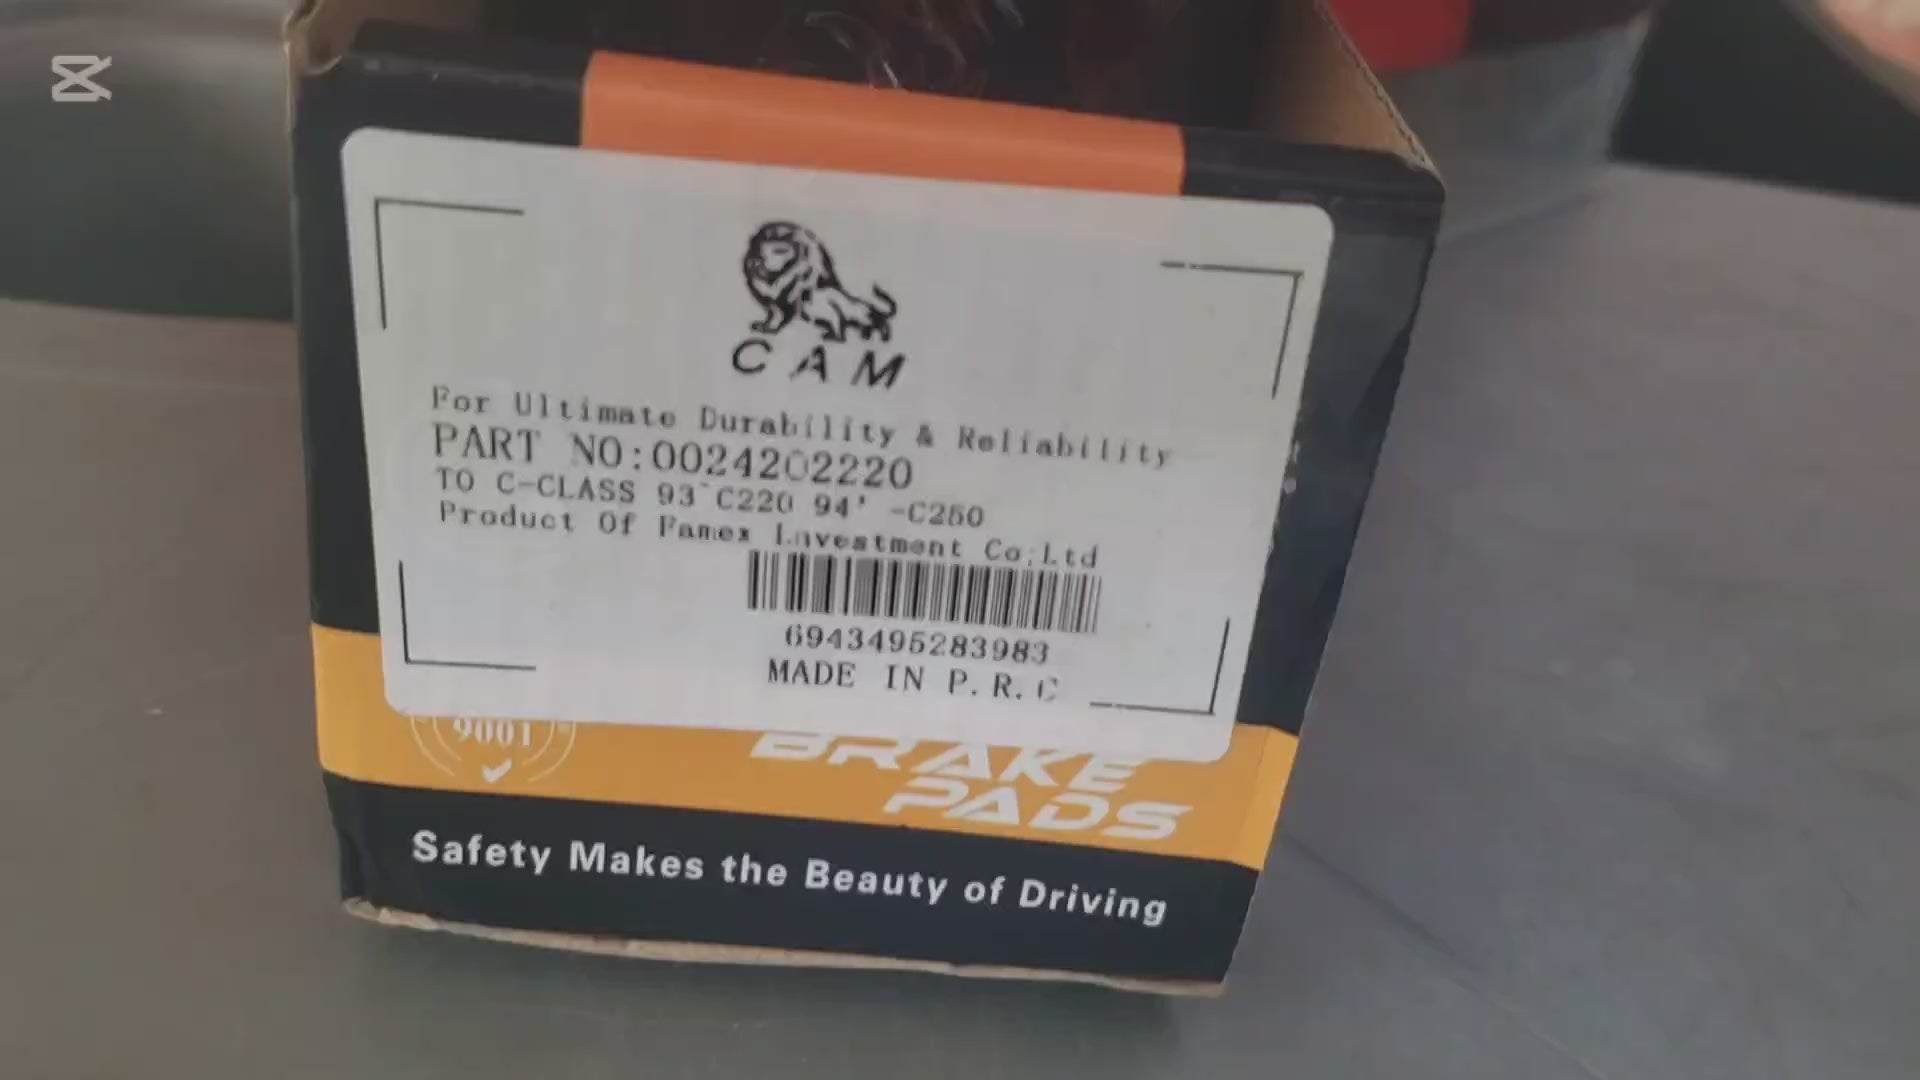 CAM
For Ultimate Durability & Reliability
PART NO:0024202220
TO C-CLASS 93~C220 94' -C250
Product Of Famex Investment Co;Ltd
6943495283983
MADE IN P.R.C
9001
BRAKE
PADS
Safety Makes the Beauty of Driving